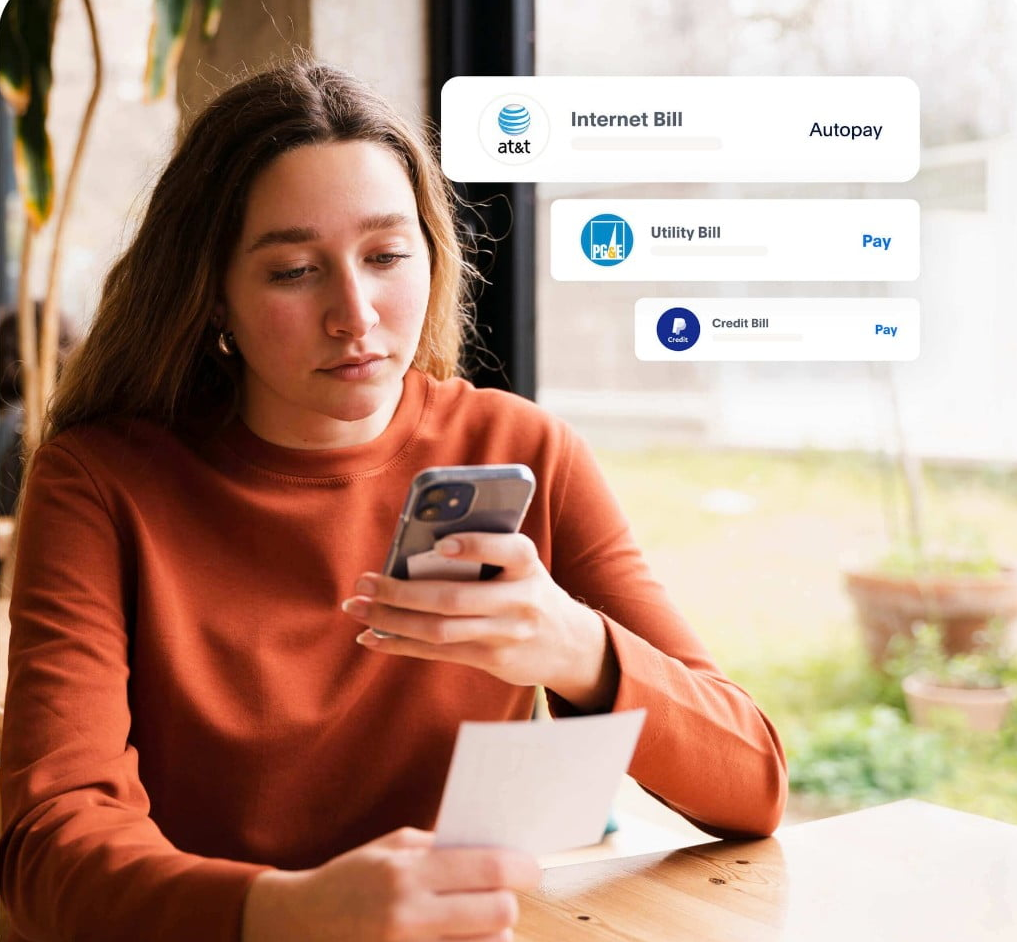 at&t
Internet Bill
Autopay
PG&E
Utility Bill
Pay
Credit
Credit Bill
Pay